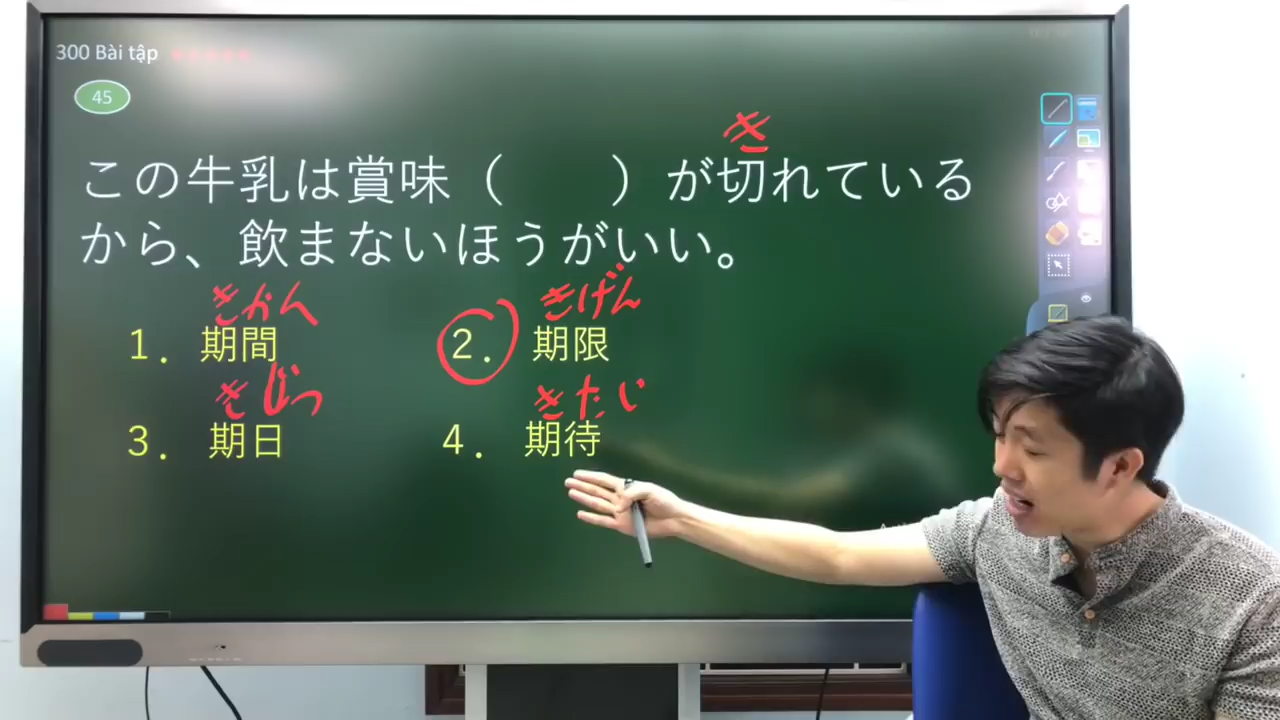 300 Bài tập
45
き
この牛乳は賞味（　　）が切れている
から、飲まないほうがいい。
きかん きげん
1． 期間 2． 期限
きじつ きたい
3． 期日 4． 期待